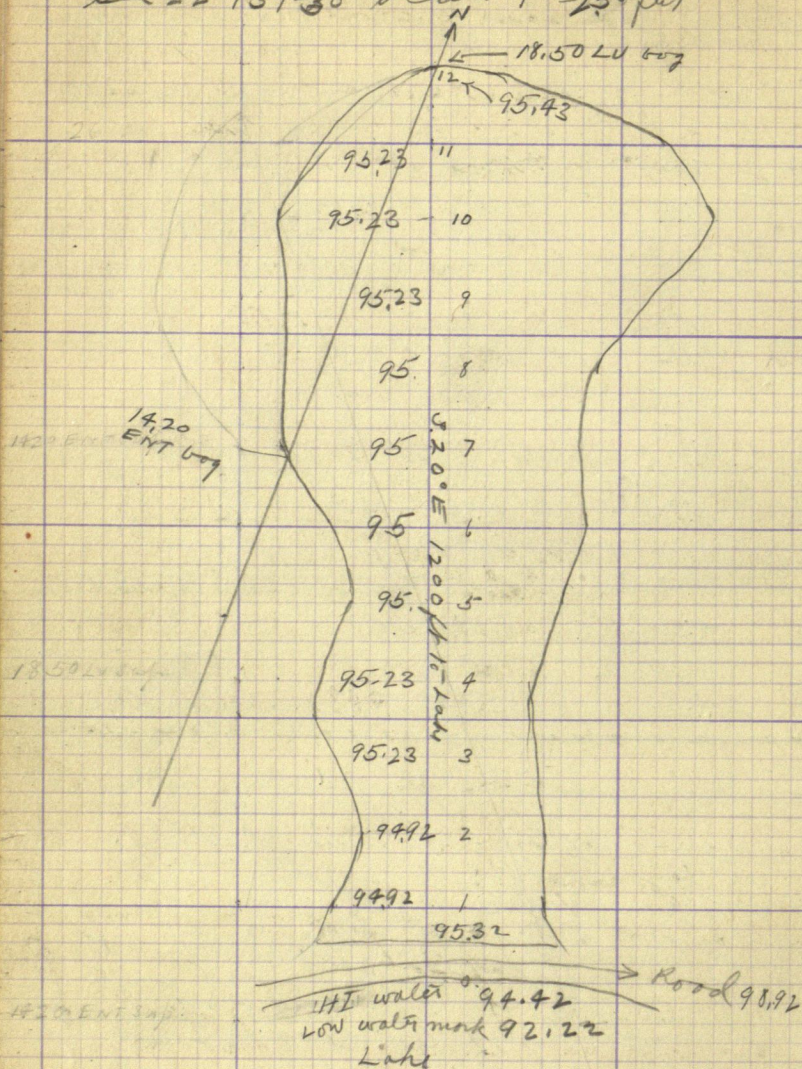 N
18.50 LV bog
12
95.43
95.23 11
95.23 10
95.23 9
95. 8
14,20
ENT bog
95 7
95 6
95. 5
S.20°E 1200 ft to Lake
95-23 4
95.23 3
94.92 2
94.92 1
95.32
Road 98.92
0
HI water 94.42
Low water mark 92.22
Lake